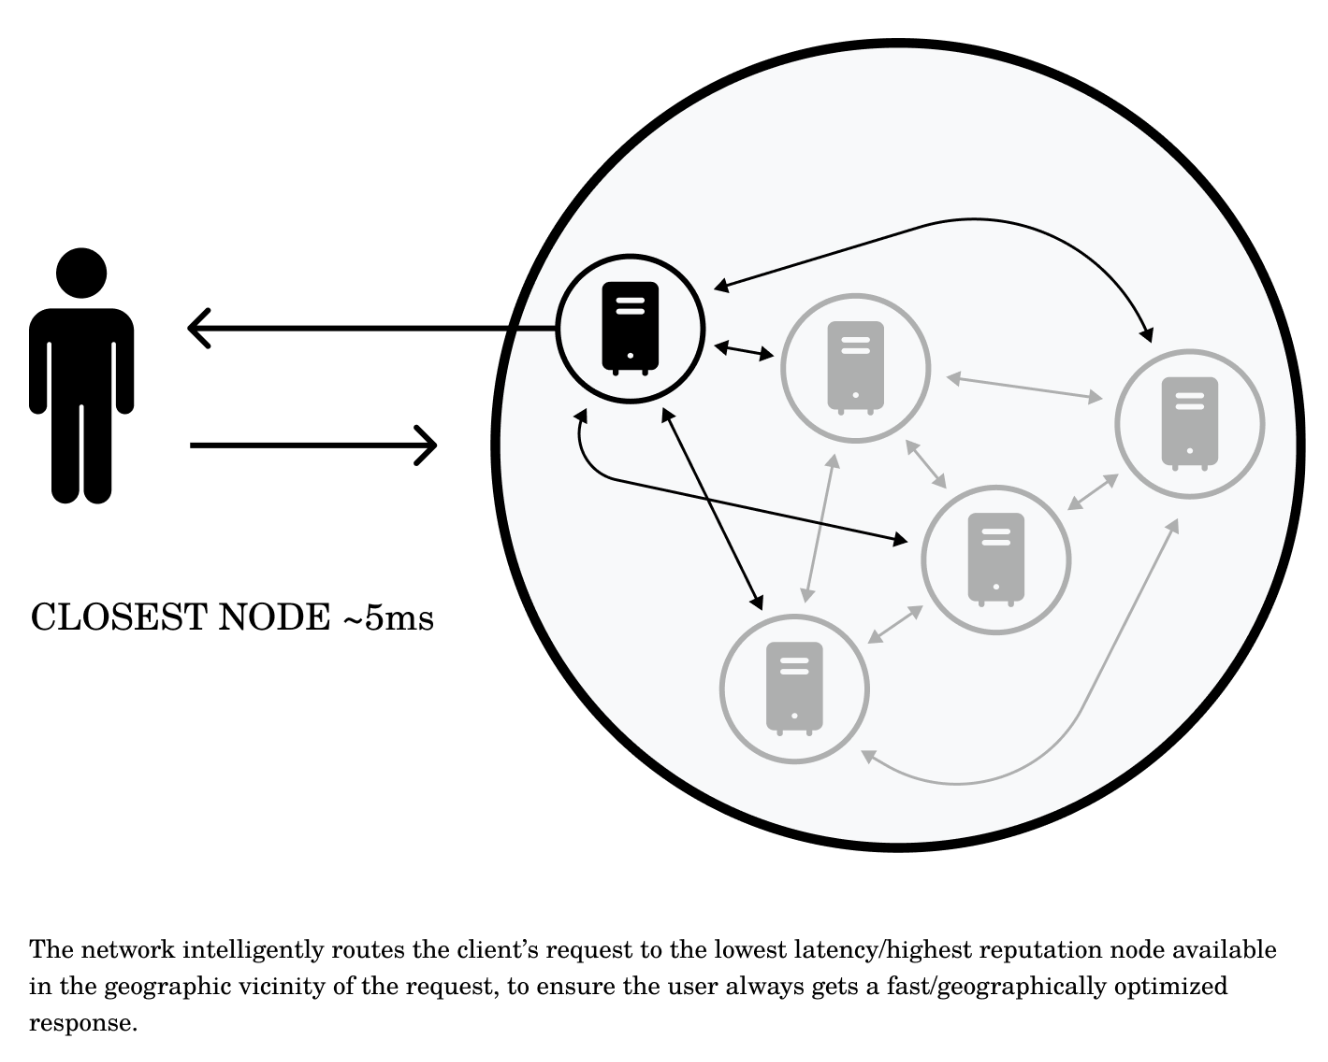 CLOSEST NODE ~5ms
The network intelligently routes the client’s request to the lowest latency/highest reputation node available
in the geographic vicinity of the request, to ensure the user always gets a fast/geographically optimized
response.